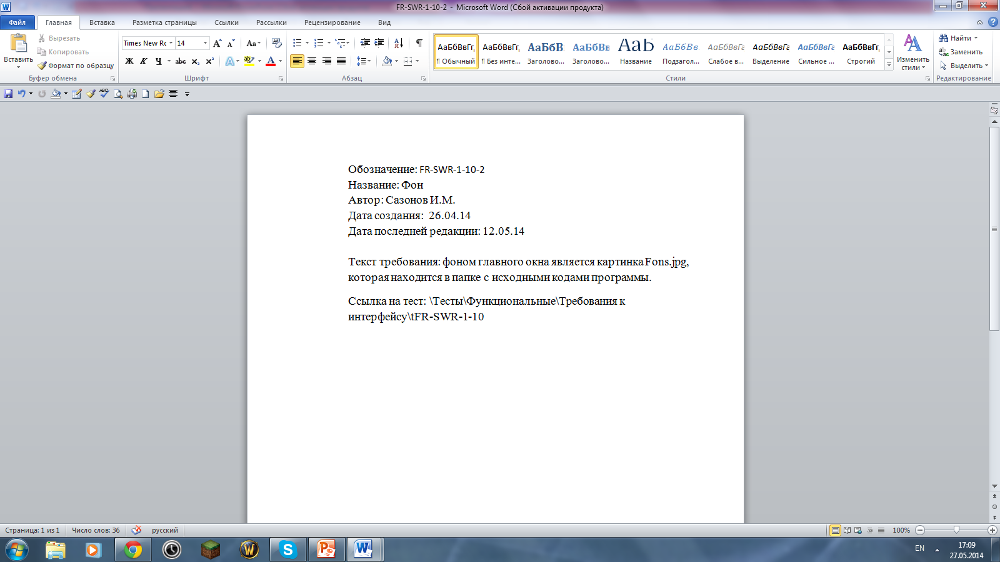 FR-SWR-1-10-2 - Microsoft Word (Сбой активации продукта)
Файл Главная Вставка Разметка страницы Ссылки Рассылки Рецензирование Вид
Вставить
Вырезать
Копировать
Формат по образцу
Буфер обмена
Times New Rc 14
Ж К Ч abc x₂ x²
Шрифт
Абзац
АаБбВвГг, АаБбВвГг, АаБбВ АаБбВв АаБ АаБбВв. АаБбВвГг АаБбВвГг АаБбВвГг АаБбВвГг,
¶ Обычный ¶ Без инте... Заголово... Заголово... Название Подзагол... Слабое в... Выделение Сильное ... Строгий
Стили
Изменить
стили
Найти
Заменить
Выделить
Редактирование
Обозначение: FR-SWR-1-10-2
Название: Фон
Автор: Сазонов И.М.
Дата создания: 26.04.14
Дата последней редакции: 12.05.14
Текст требования: фоном главного окна является картинка Fons.jpg,
которая находится в папке с исходными кодами программы.
Ссылка на тест: \Тесты\Функциональные\Требования к
интерфейсу\tFR-SWR-1-10
Страница: 1 из 1 Число слов: 36 русский 100%
EN 17:09
27.05.2014